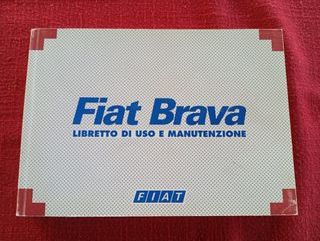 Fiat Brava
LIBRETTO DI USO E MANUTENZIONE
FIAT